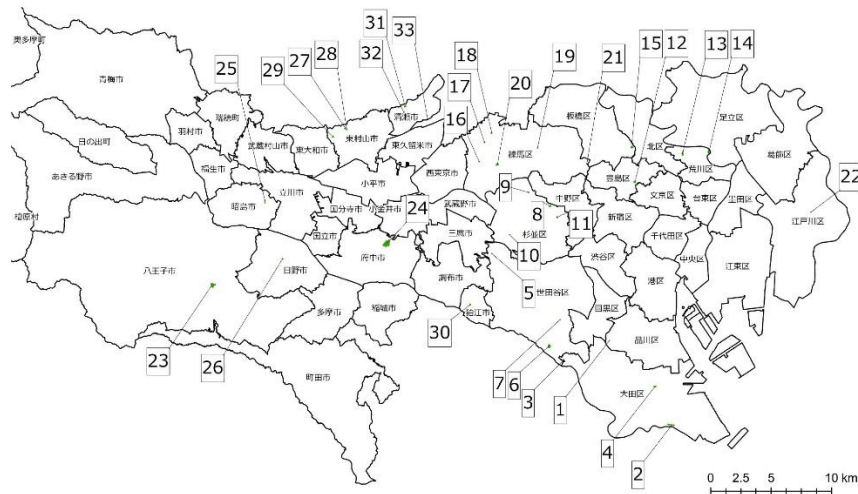 31 33
28 32 18 19 21 15 12 13 14
奥多摩町
27
25 29
青梅市
瑞穂町
清瀬市
17 20
板橋区
足立区
羽村市
武蔵村山市
東大和市
東村山市
東久留米市
16
練馬区
北区
日の出町
西東京市
荒川区
葛飾区
福生市
豊島区
22
あきる野市
小平市
9
中野区
文京区
台東区
墨田区
立川市
昭島市
国分寺市
小金井市
武蔵野市
8
新宿区
江戸川区
檜原村
24
三鷹市
杉並区
11
国立市
10
千代田区
八王子市
日野市
府中市
渋谷区
中央区
江東区
調布市
5
世田谷区
港区
多摩市
稲城市
狛江市
目黒区
23
26
30
7
6
品川区
町田市
3
1
大田区
4
2
0 2.5 5 10 km